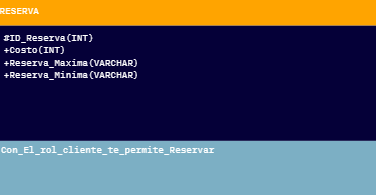 RESERVA
#ID_Reserva(INT)
+Costo(INT)
+Reserva_Maxima(VARCHAR)
+Reserva_Minima(VARCHAR)
Con_El_rol_cliente_te_permite_Reservar